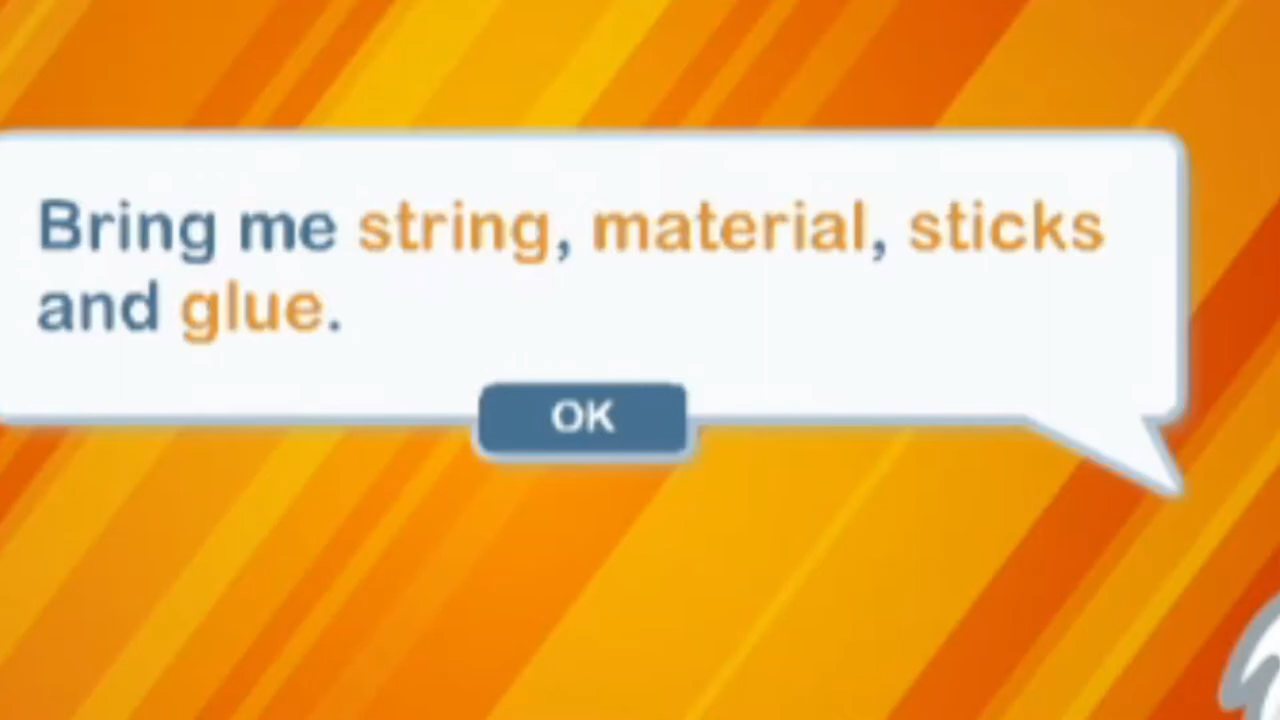 Bring me string, material, sticks
and glue.
OK